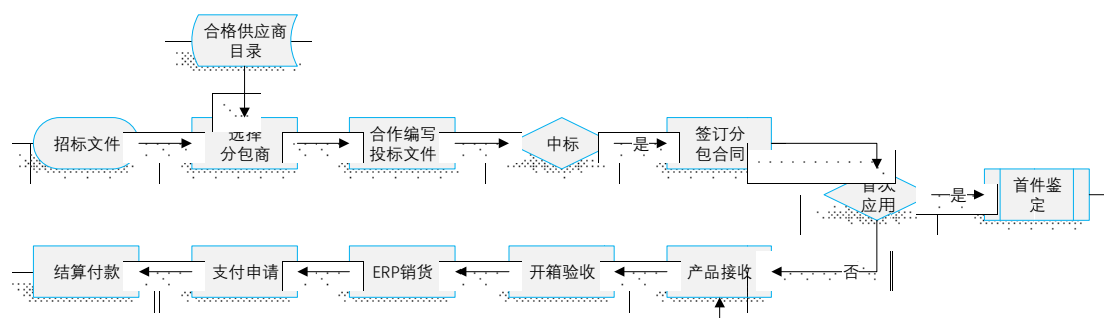 合格供应商
目录
招标文件
选择
分包商
合作编写
投标文件
中标
是
签订分
包合同
首次
应用
是
首件鉴
定
结算付款
支付申请
ERP销货
开箱验收
产品接收
否